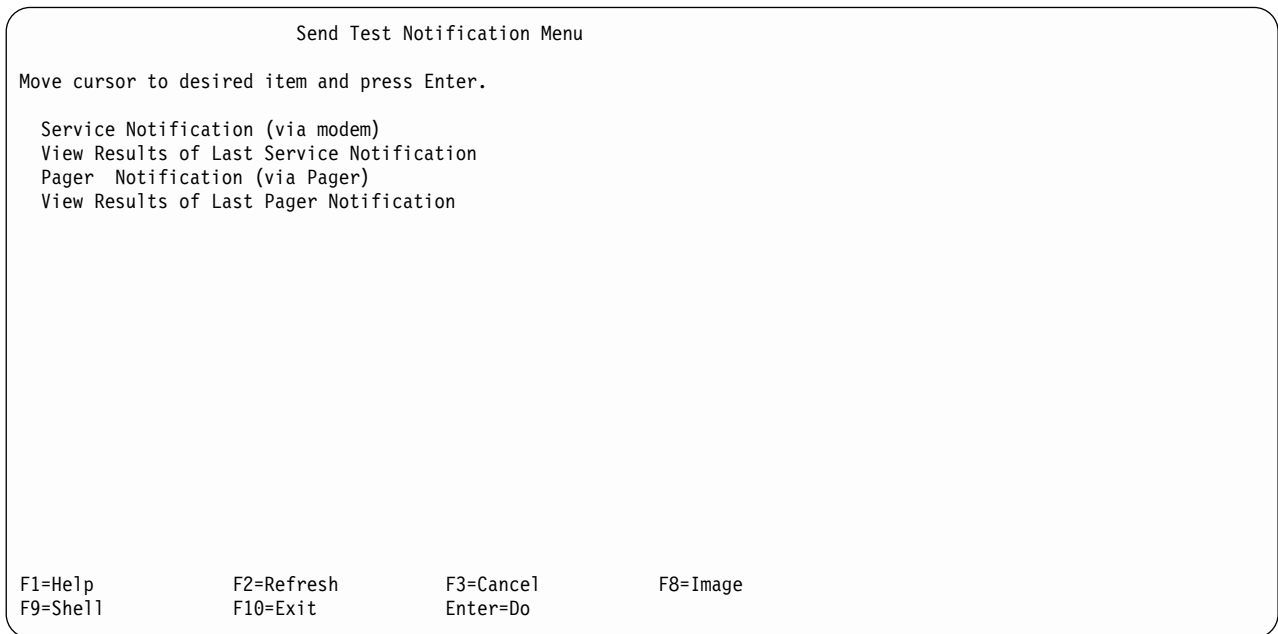 Send Test Notification Menu
Move cursor to desired item and press Enter.
Service Notification (via modem)
View Results of Last Service Notification
Pager  Notification (via Pager)
View Results of Last Pager Notification
F1=Help F2=Refresh F3=Cancel F8=Image
F9=Shell F10=Exit Enter=Do